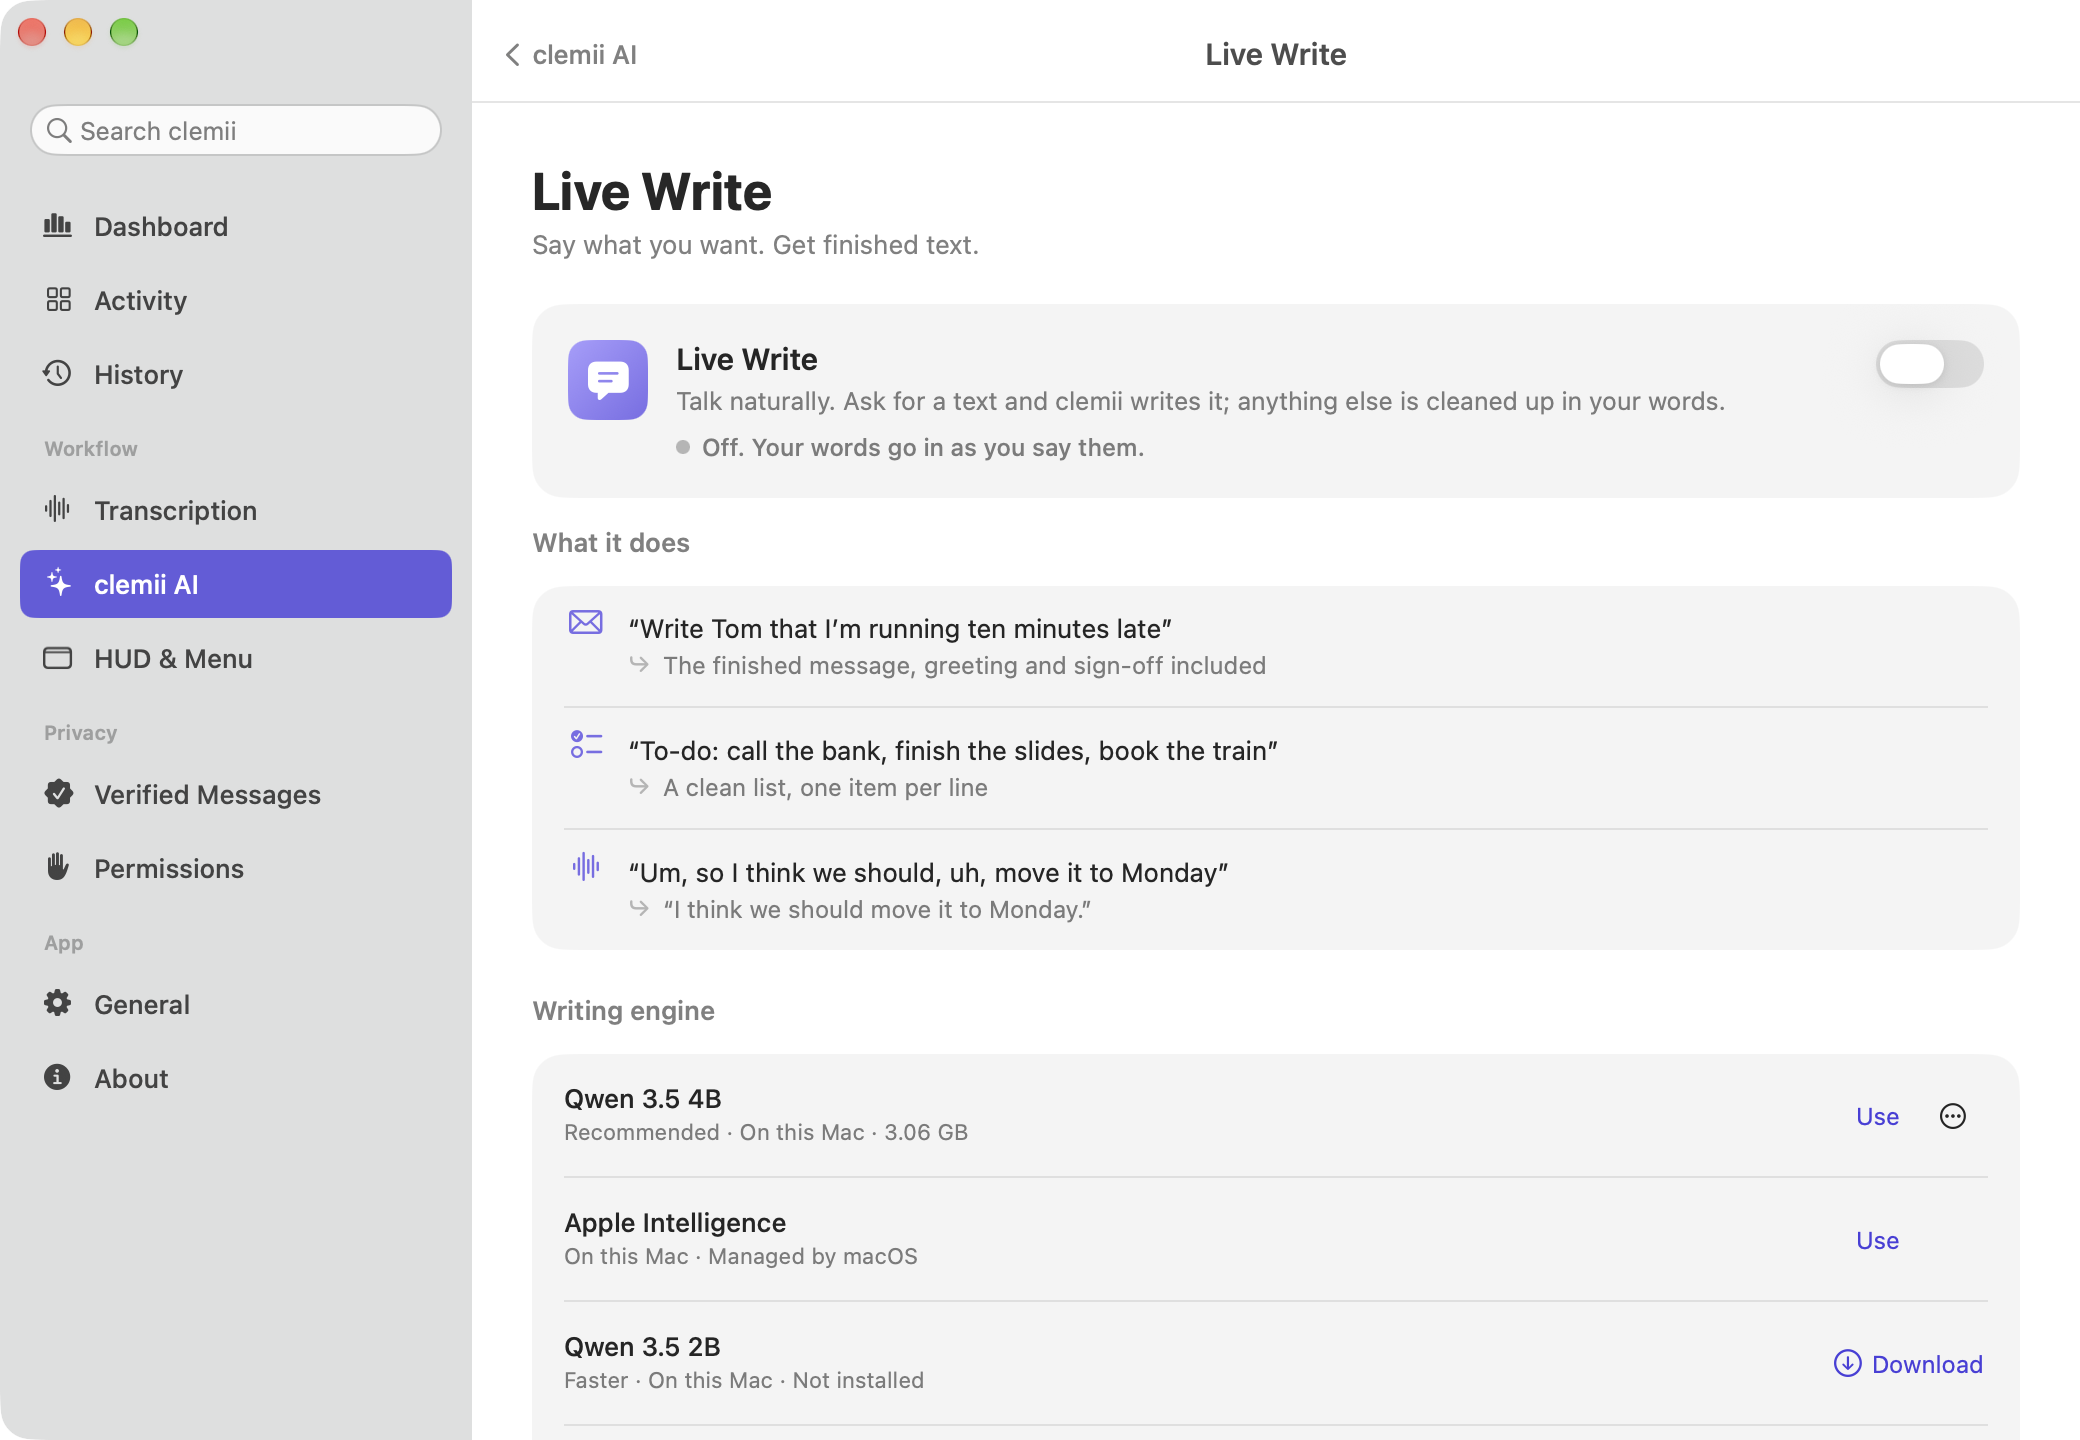 Search clemii
Dashboard
Activity
History
Workflow
Transcription
clemii AI
HUD & Menu
Privacy
Verified Messages
Permissions
App
General
About
clemii AI
Live Write
Live Write
Say what you want. Get finished text.
Live Write
Talk naturally. Ask for a text and clemii writes it; anything else is cleaned up in your words.
Off. Your words go in as you say them.
What it does
“Write Tom that I’m running ten minutes late”
The finished message, greeting and sign-off included
“To-do: call the bank, finish the slides, book the train”
A clean list, one item per line
“Um, so I think we should, uh, move it to Monday”
“I think we should move it to Monday.”
Writing engine
Qwen 3.5 4B
Recommended · On this Mac · 3.06 GB
Use
Apple Intelligence
On this Mac · Managed by macOS
Use
Qwen 3.5 2B
Faster · On this Mac · Not installed
Download